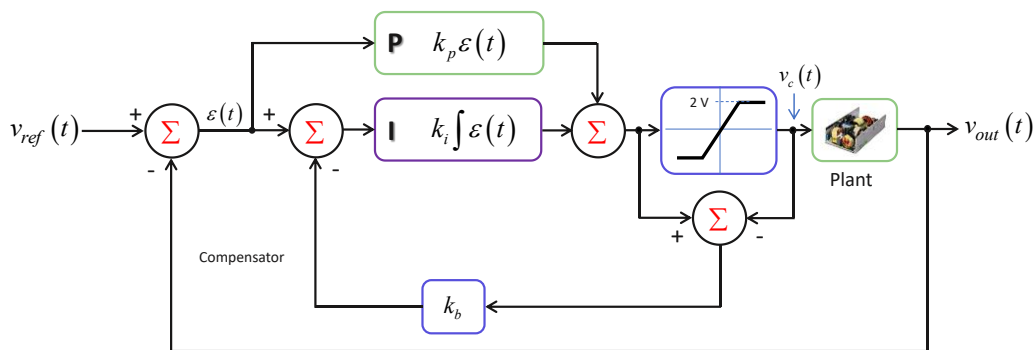 P k_p ε(t)
v_c(t)
2 V
+ Σ ε(t) + Σ I k_i ∫ ε(t) Σ
v_ref(t)
v_out(t)
- -
Plant
Σ
+ -
Compensator
k_b